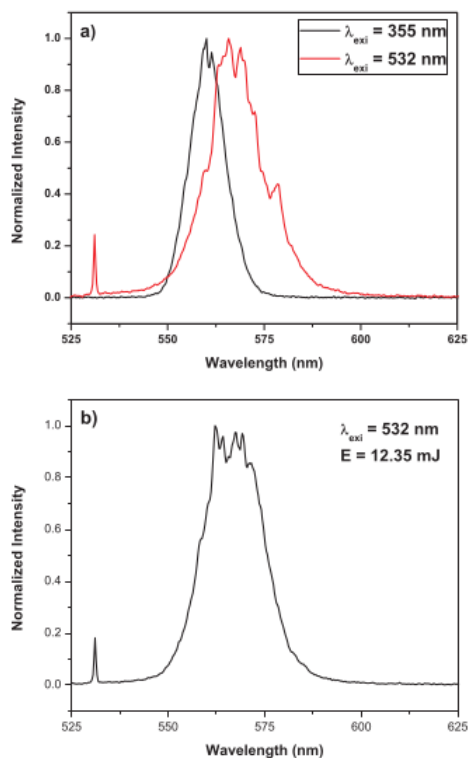 a)
λexi = 355 nm
λexi = 532 nm
1.0
0.8
0.6
0.4
0.2
0.0
Normalized Intensity
525 550 575 600 625
Wavelength (nm)
b)
λexi = 532 nm
E = 12.35 mJ
1.0
0.8
0.6
0.4
0.2
0.0
Normalized Intensity
525 550 575 600 625
Wavelength (nm)